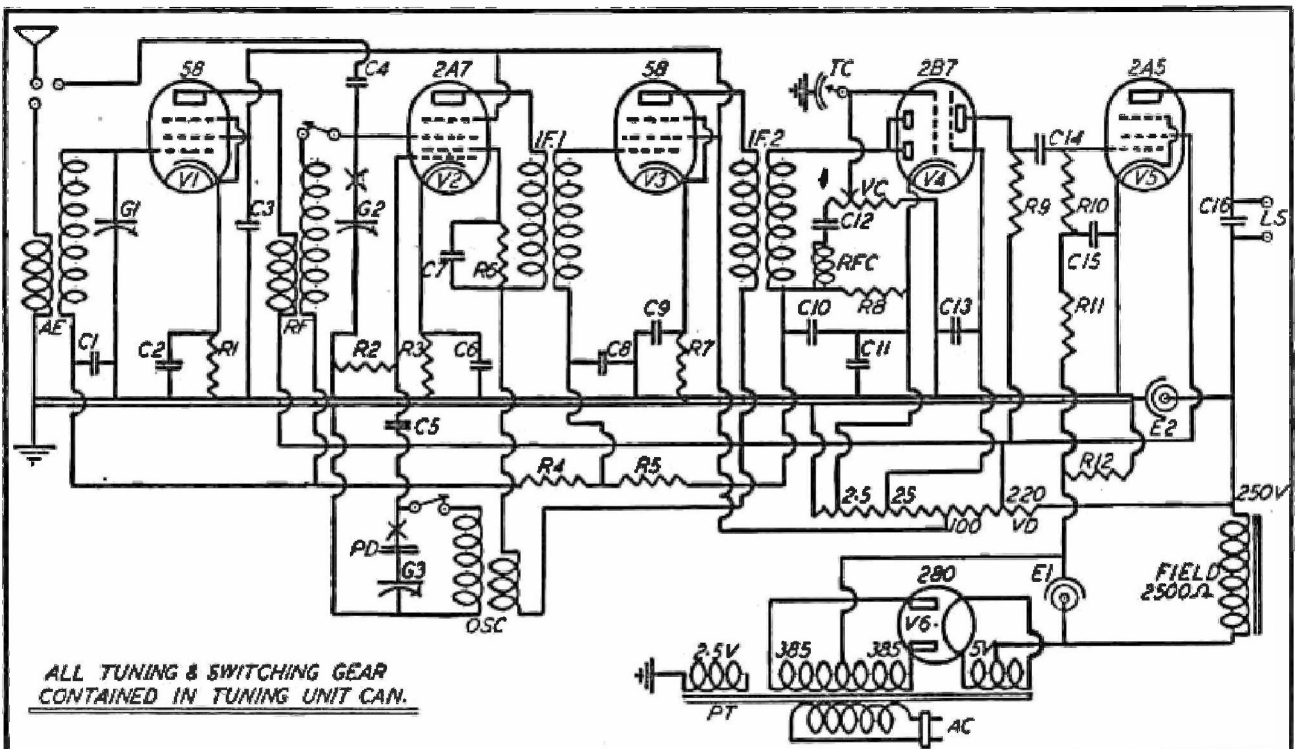 58
2A7
58
TC
2B7
2A5
C4
IF.1
IF.2
C14
V1
V2
V3
V4
V5
G1
C3
G2
VC
R9
R10
C16
LS
C12
C7
R6
RFC
C15
AE
C1
C2
R1
RF
R2
R3
C6
C9
C8
R7
C10
R8
C13
C11
R11
C5
E2
R4
R5
R12
2.5
25
100
220
VD
250V
PD
G3
OSC
280
E1
FIELD
2500Ω
V6
2.5V
385
385
5V
PT
AC
ALL TUNING & SWITCHING GEAR
CONTAINED IN TUNING UNIT CAN.